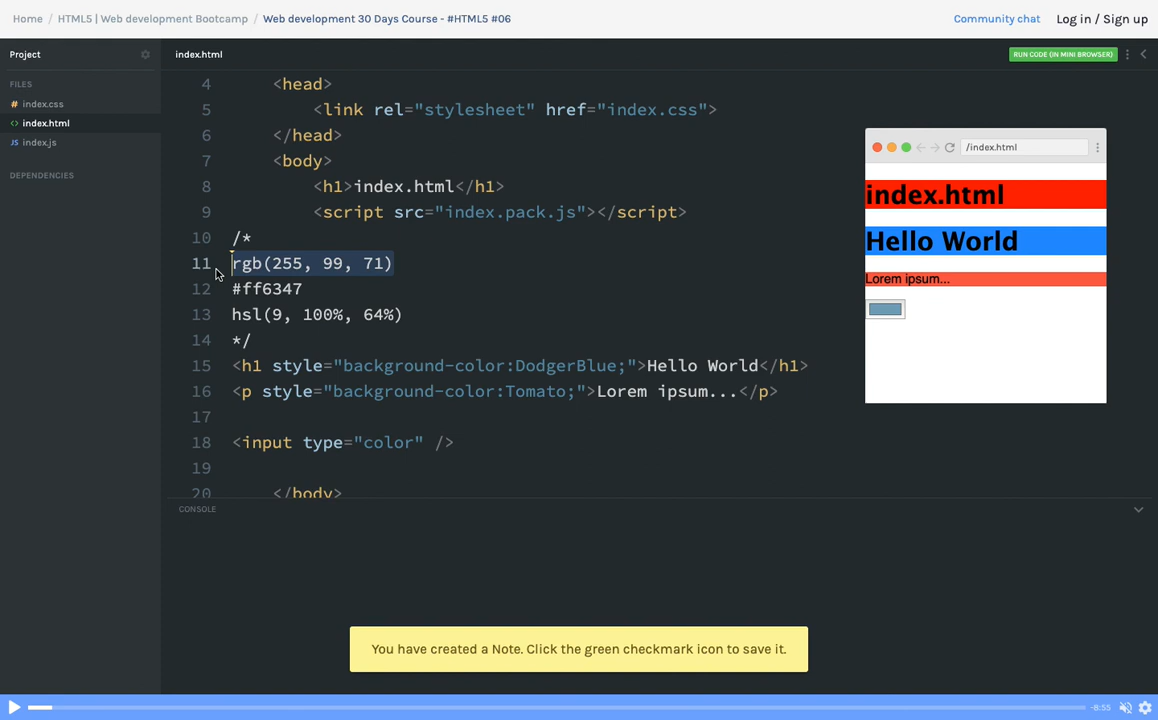 Home / HTML5 | Web development Bootcamp / Web development 30 Days Course - #HTML5 #06
Community chat
Log in / Sign up
Project
index.html
RUN CODE (IN MINI BROWSER)
FILES
# index.css
<> index.html
JS index.js
DEPENDENCIES
4 <head>
5 <link rel="stylesheet" href="index.css">
6 </head>
7 <body>
8 <h1>index.html</h1>
9 <script src="index.pack.js"></script>
10 /*
11 rgb(255, 99, 71)
12 #ff6347
13 hsl(9, 100%, 64%)
14 */
15 <h1 style="background-color:DodgerBlue;">Hello World</h1>
16 <p style="background-color:Tomato;">Lorem ipsum...</p>
17
18 <input type="color" />
19
20 </body>
/index.html
index.html
Hello World
Lorem ipsum...
CONSOLE
You have created a Note. Click the green checkmark icon to save it.
-8:55